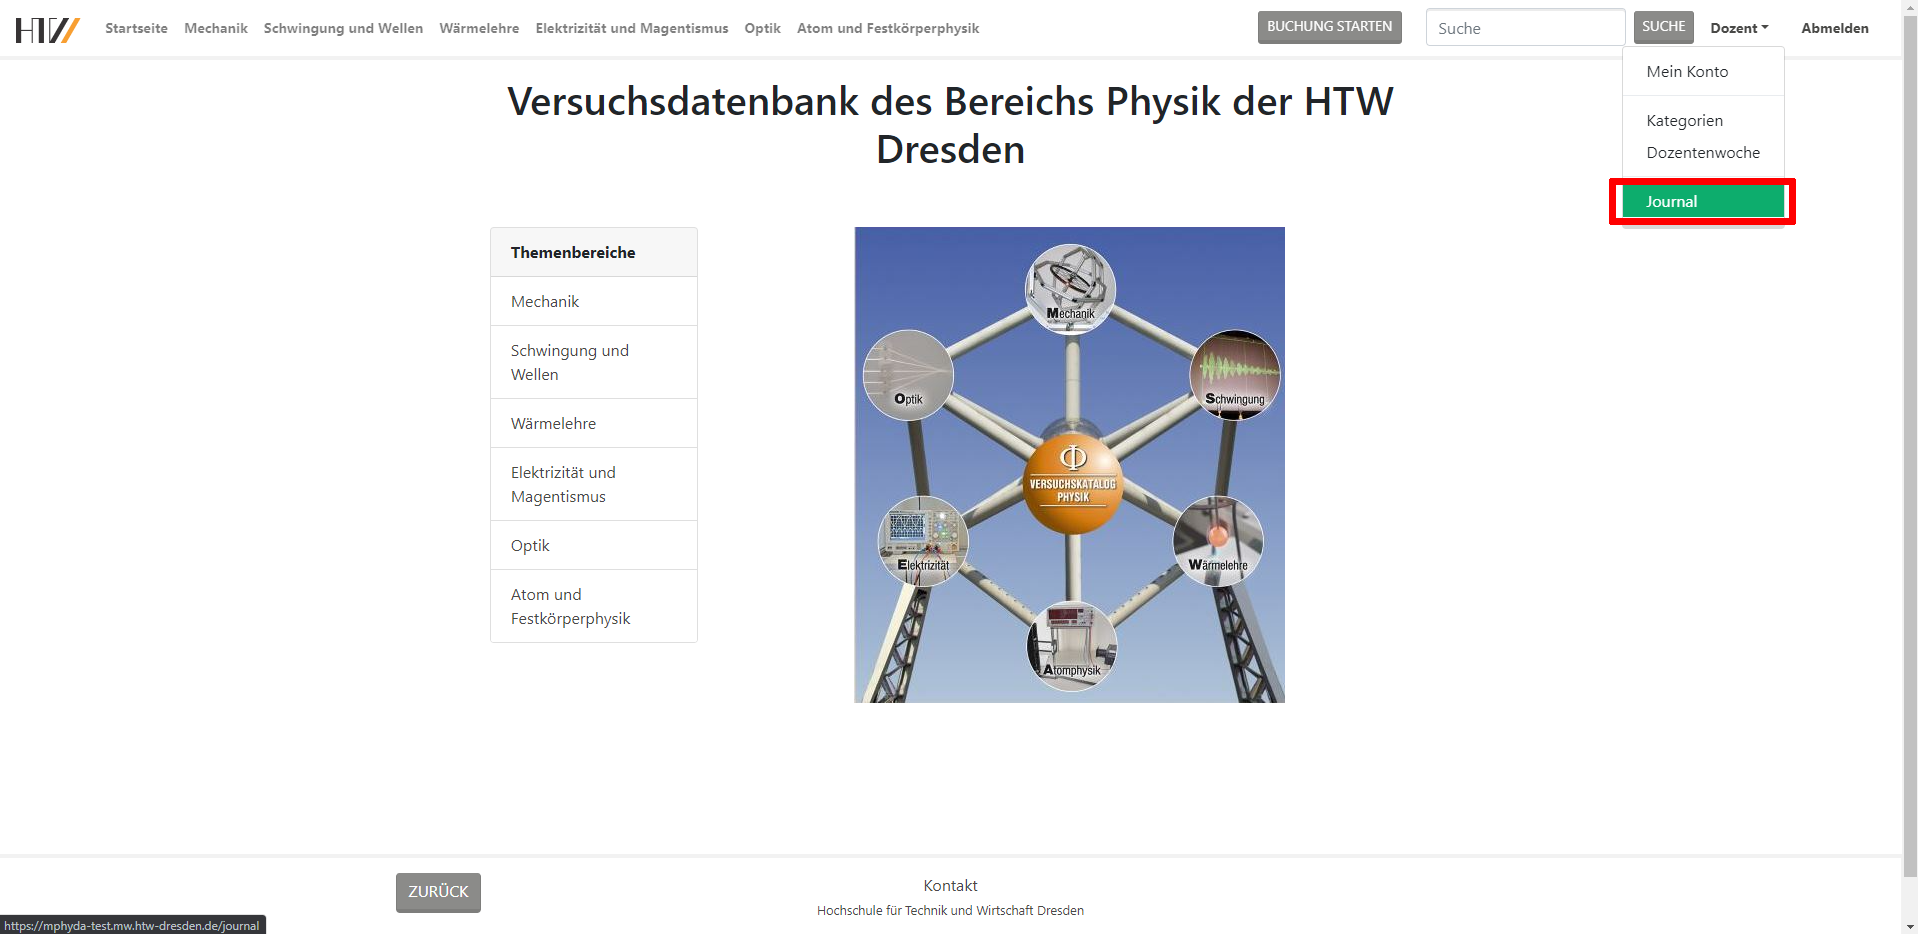 HTW
Startseite Mechanik Schwingung und Wellen Wärmelehre Elektrizität und Magentismus Optik Atom und Festkörperphysik BUCHUNG STARTEN Suche SUCHE Dozent Abmelden
Mein Konto
Kategorien
Dozentenwoche
Journal
Versuchsdatenbank des Bereichs Physik der HTW
Dresden
Themenbereiche
Mechanik
Schwingung und
Wellen
Wärmelehre
Elektrizität und
Magentismus
Optik
Atom und
Festkörperphysik
Mechanik
Optik
Schwingung
Φ
VERSUCHSKATALOG
PHYSIK
Elektrizität
Wärmelehre
Atomphysik
ZURÜCK
Kontakt
Hochschule für Technik und Wirtschaft Dresden
https://mphyda-test.mw.htw-dresden.de/journal